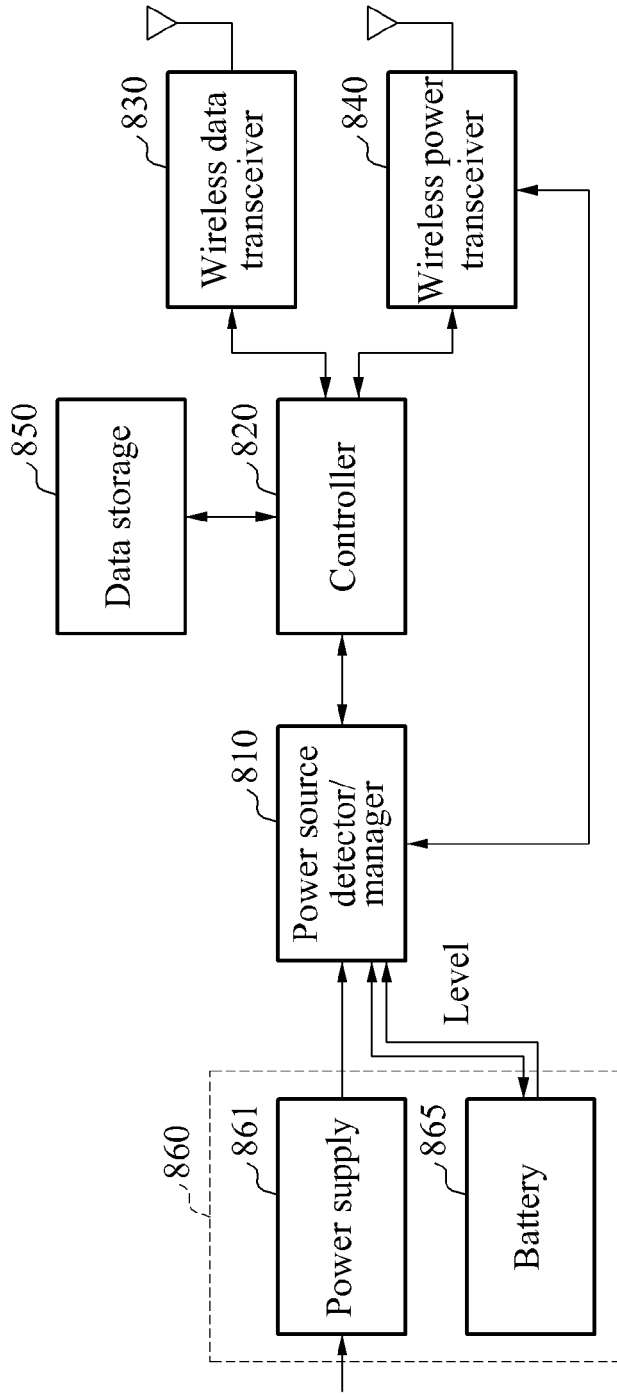 860
861
Power supply
865
Battery
Level
810
Power source
detector/
manager
850
Data storage
820
Controller
830
Wireless data
transceiver
840
Wireless power
transceiver